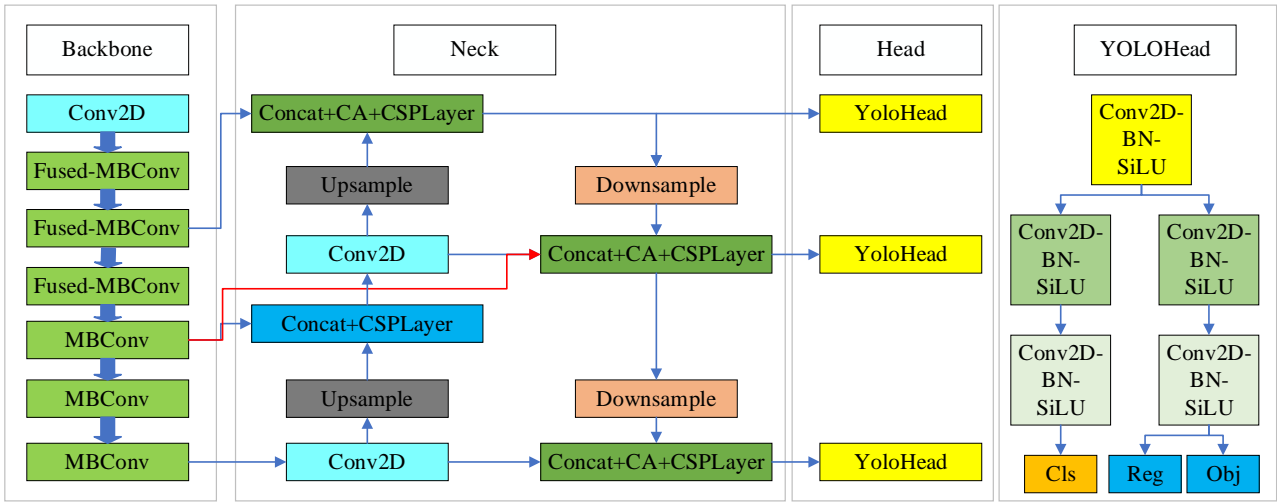 Backbone
Conv2D
Fused-MBConv
Fused-MBConv
Fused-MBConv
MBConv
MBConv
MBConv
Neck
Concat+CA+CSPLayer
Upsample
Conv2D
Concat+CSPLayer
Upsample
Conv2D
Downsample
Concat+CA+CSPLayer
Downsample
Concat+CA+CSPLayer
Head
YoloHead
YoloHead
YoloHead
YOLOHead
Conv2D-
BN-
SiLU
Conv2D-
BN-
SiLU
Conv2D-
BN-
SiLU
Conv2D-
BN-
SiLU
Conv2D-
BN-
SiLU
Cls
Reg
Obj